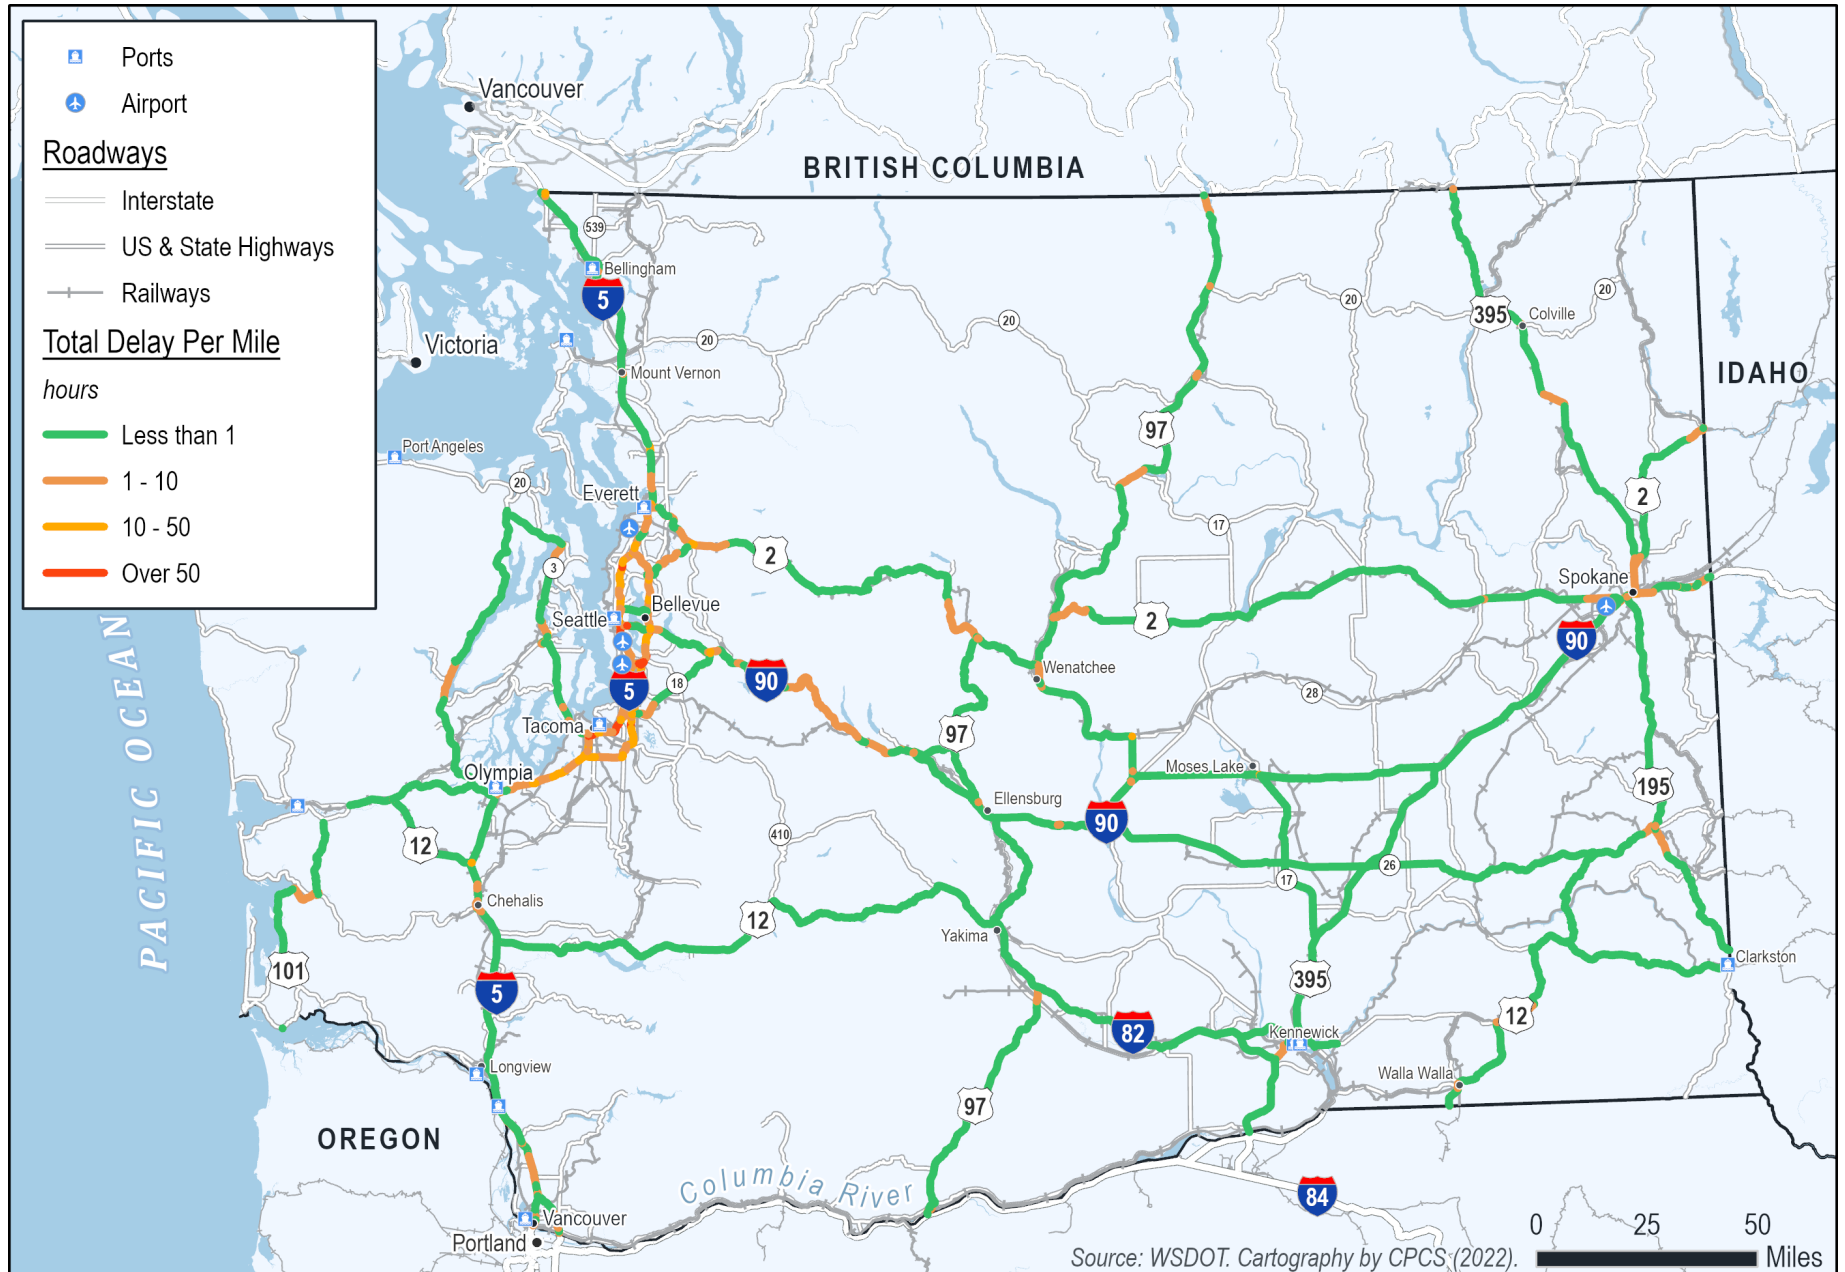 Ports
Airport
Roadways
Interstate
US & State Highways
Railways
Total Delay Per Mile
hours
Less than 1
1 - 10
10 - 50
Over 50
Vancouver
BRITISH COLUMBIA
539
Bellingham
5
20
20
20
20
395
Colville
Victoria
Mount Vernon
IDAHO
97
Port Angeles
20
Everett
2
17
2
3
Bellevue
Seattle
Spokane
2
90
PACIFIC OCEAN
Wenatchee
5
18
90
28
Tacoma
97
Olympia
Moses Lake
195
Ellensburg
90
12
410
26
17
Chehalis
12
Yakima
101
5
395
Clarkston
12
82
Kennewick
Longview
Walla Walla
97
OREGON
Columbia River
84
Vancouver
Portland
0 25 50
Miles
Source: WSDOT. Cartography by CPCS (2022).